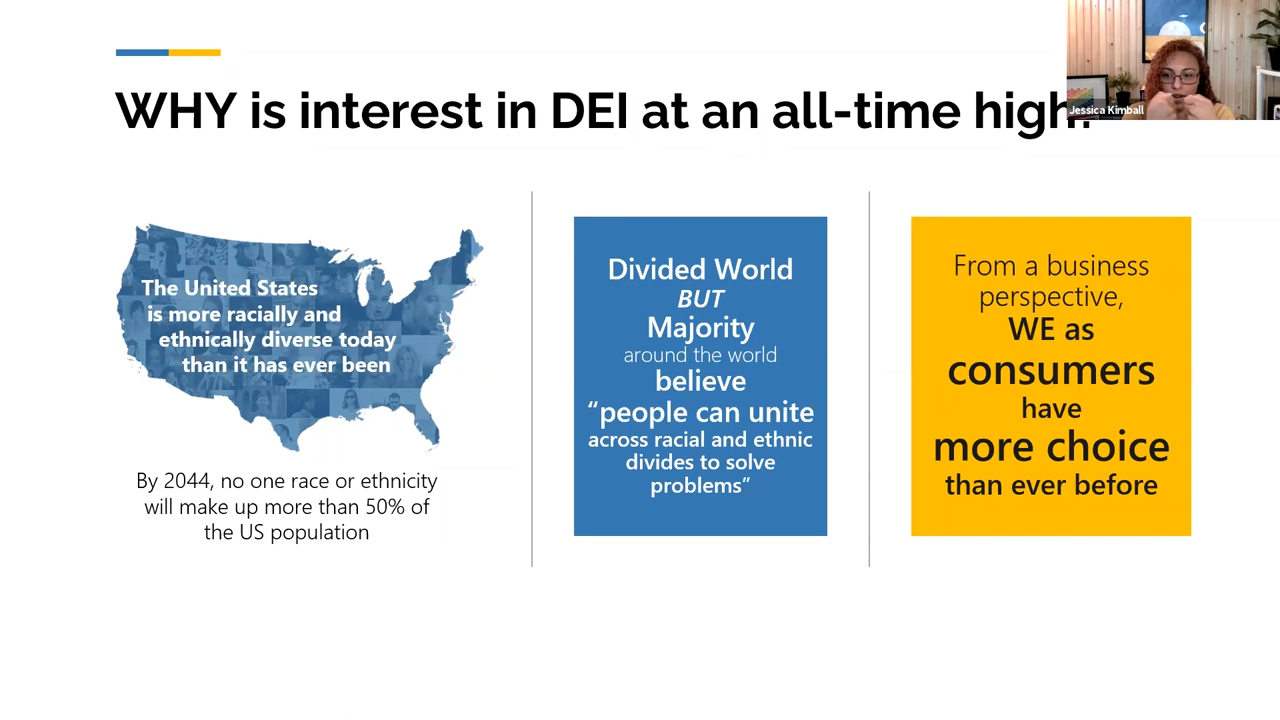 WHY is interest in DEI at an all-time high
Jessica Kimball
The United States
is more racially and
ethnically diverse today
than it has ever been
By 2044, no one race or ethnicity
will make up more than 50% of
the US population
Divided World
BUT
Majority
around the world
believe
“people can unite
across racial and ethnic
divides to solve
problems”
From a business
perspective,
WE as
consumers
have
more choice
than ever before